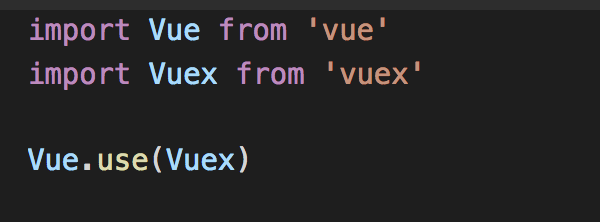 import Vue from 'vue'
import Vuex from 'vuex'
Vue.use(Vuex)